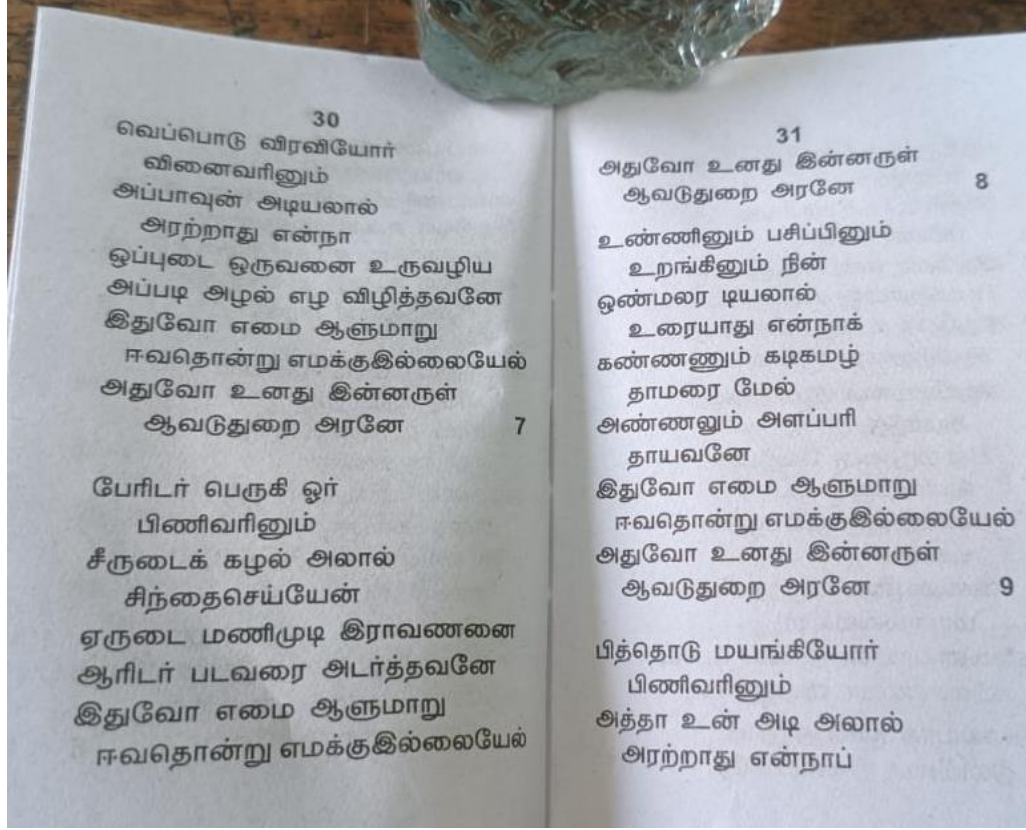 30
வெப்பொடு விரவியோர்
வினைவரினும்
அப்பாவுன் அடியலால்
அரற்றாது என்நா
ஒப்புடை ஒருவனை உருவழிய
அப்படி அழல் எழ விழித்தவனே
இதுவோ எமை ஆளுமாறு
ஈவதொன்று எமக்குஇல்லையேல்
அதுவோ உனது இன்னருள்
ஆவடுதுறை அரனே 7
பேரிடர் பெருகி ஓர்
பிணிவரினும்
சீருடைக் கழல் அலால்
சிந்தைசெய்யேன்
ஏருடை மணிமுடி இராவணனை
ஆரிடர் படவரை அடர்த்தவனே
இதுவோ எமை ஆளுமாறு
ஈவதொன்று எமக்குஇல்லையேல்
31
அதுவோ உனது இன்னருள்
ஆவடுதுறை அரனே 8
உண்ணினும் பசிப்பினும்
உறங்கினும் நின்
ஒண்மலர டியலால்
உரையாது என்நாக்
கண்ணணும் கடிகமழ்
தாமரை மேல்
அண்ணலும் அளப்பரி
தாயவனே
இதுவோ எமை ஆளுமாறு
ஈவதொன்று எமக்குஇல்லையேல்
அதுவோ உனது இன்னருள்
ஆவடுதுறை அரனே 9
பித்தொடு மயங்கியோர்
பிணிவரினும்
அத்தா உன் அடி அலால்
அரற்றாது என்நாப்